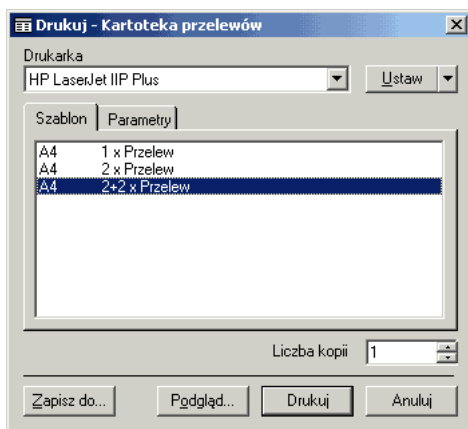 Drukuj - Kartoteka przelewów
Drukarka
HP LaserJet IIP Plus
Ustaw
Szablon Parametry
A4 1 x Przelew
A4 2 x Przelew
A4 2+2 x Przelew
Liczba kopii 1
Zapisz do... Podgląd... Drukuj Anuluj